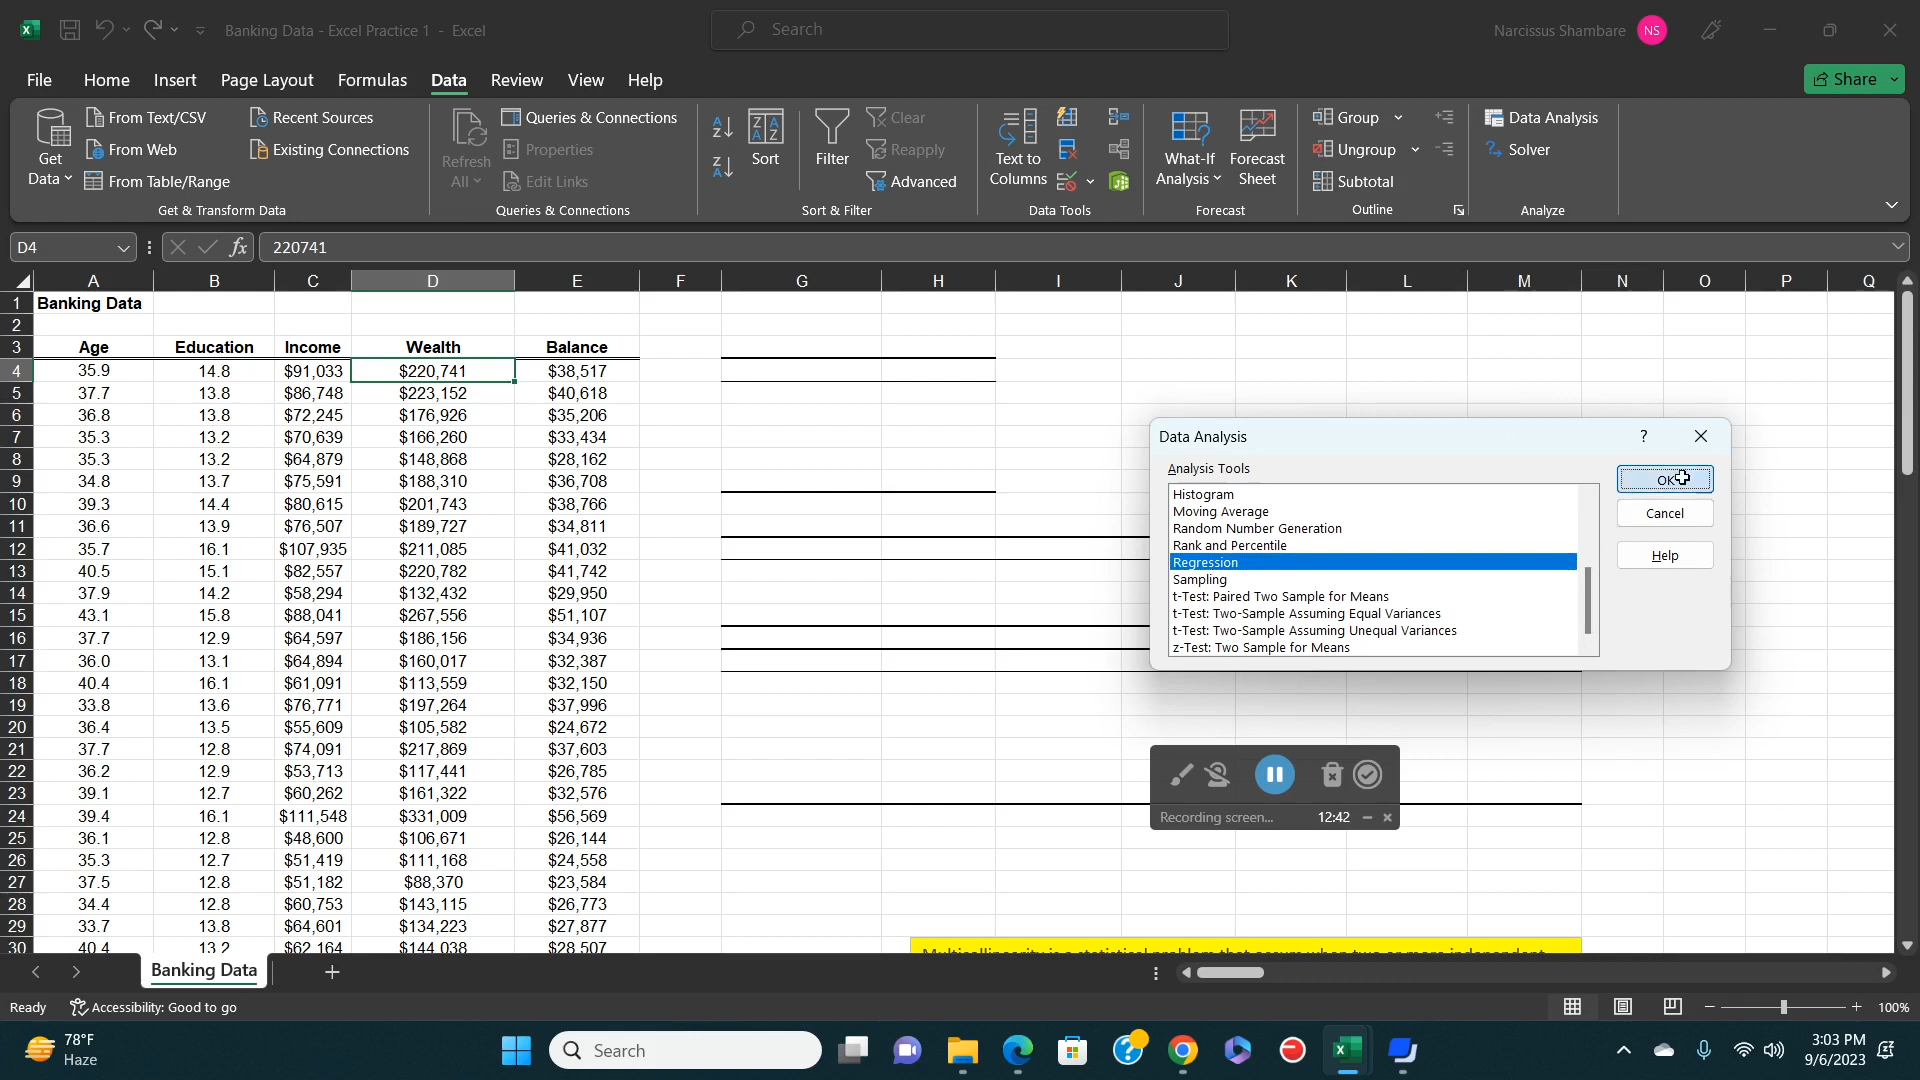 Banking Data - Excel Practice 1 - Excel
Search
Narcissus Shambare
NS
File Home Insert Page Layout Formulas Data Review View Help
Share
Get Data
From Text/CSV
From Web
From Table/Range
Recent Sources
Existing Connections
Get & Transform Data
Refresh All
Queries & Connections
Properties
Edit Links
Queries & Connections
Sort
Filter
Clear
Reapply
Advanced
Sort & Filter
Text to Columns
Data Tools
What-If Analysis
Forecast Sheet
Forecast
Group
Ungroup
Subtotal
Outline
Data Analysis
Solver
Analyze
D4
fx
220741
A B C D E F G H I J K L M N O P Q
1 Banking Data
2
3 Age Education Income Wealth Balance
4 35.9 14.8 $91,033 $220,741 $38,517
5 37.7 13.8 $86,748 $223,152 $40,618
6 36.8 13.8 $72,245 $176,926 $35,206
7 35.3 13.2 $70,639 $166,260 $33,434
8 35.3 13.2 $64,879 $148,868 $28,162
9 34.8 13.7 $75,591 $188,310 $36,708
10 39.3 14.4 $80,615 $201,743 $38,766
11 36.6 13.9 $76,507 $189,727 $34,811
12 35.7 16.1 $107,935 $211,085 $41,032
13 40.5 15.1 $82,557 $220,782 $41,742
14 37.9 14.2 $58,294 $132,432 $29,950
15 43.1 15.8 $88,041 $267,556 $51,107
16 37.7 12.9 $64,597 $186,156 $34,936
17 36.0 13.1 $64,894 $160,017 $32,387
18 40.4 16.1 $61,091 $113,559 $32,150
19 33.8 13.6 $76,771 $197,264 $37,996
20 36.4 13.5 $55,609 $105,582 $24,672
21 37.7 12.8 $74,091 $217,869 $37,603
22 36.2 12.9 $53,713 $117,441 $26,785
23 39.1 12.7 $60,262 $161,322 $32,576
24 39.4 16.1 $111,548 $331,009 $56,569
25 36.1 12.8 $48,600 $106,671 $26,144
26 35.3 12.7 $51,419 $111,168 $24,558
27 37.5 12.8 $51,182 $88,370 $23,584
28 34.4 12.8 $60,753 $143,115 $26,773
29 33.7 13.8 $64,601 $134,223 $27,877
30 40.4 13.2 $62,164 $144,038 $28,507
Multicollinearity is a statistical problem that occurs when two or more independent
Data Analysis
?
Analysis Tools
Histogram
Moving Average
Random Number Generation
Rank and Percentile
Regression
Sampling
t-Test: Paired Two Sample for Means
t-Test: Two-Sample Assuming Equal Variances
t-Test: Two-Sample Assuming Unequal Variances
z-Test: Two Sample for Means
OK
Cancel
Help
Recording screen... 12:42
Banking Data
Ready
Accessibility: Good to go
100%
78°F
Haze
Search
3:03 PM
9/6/2023